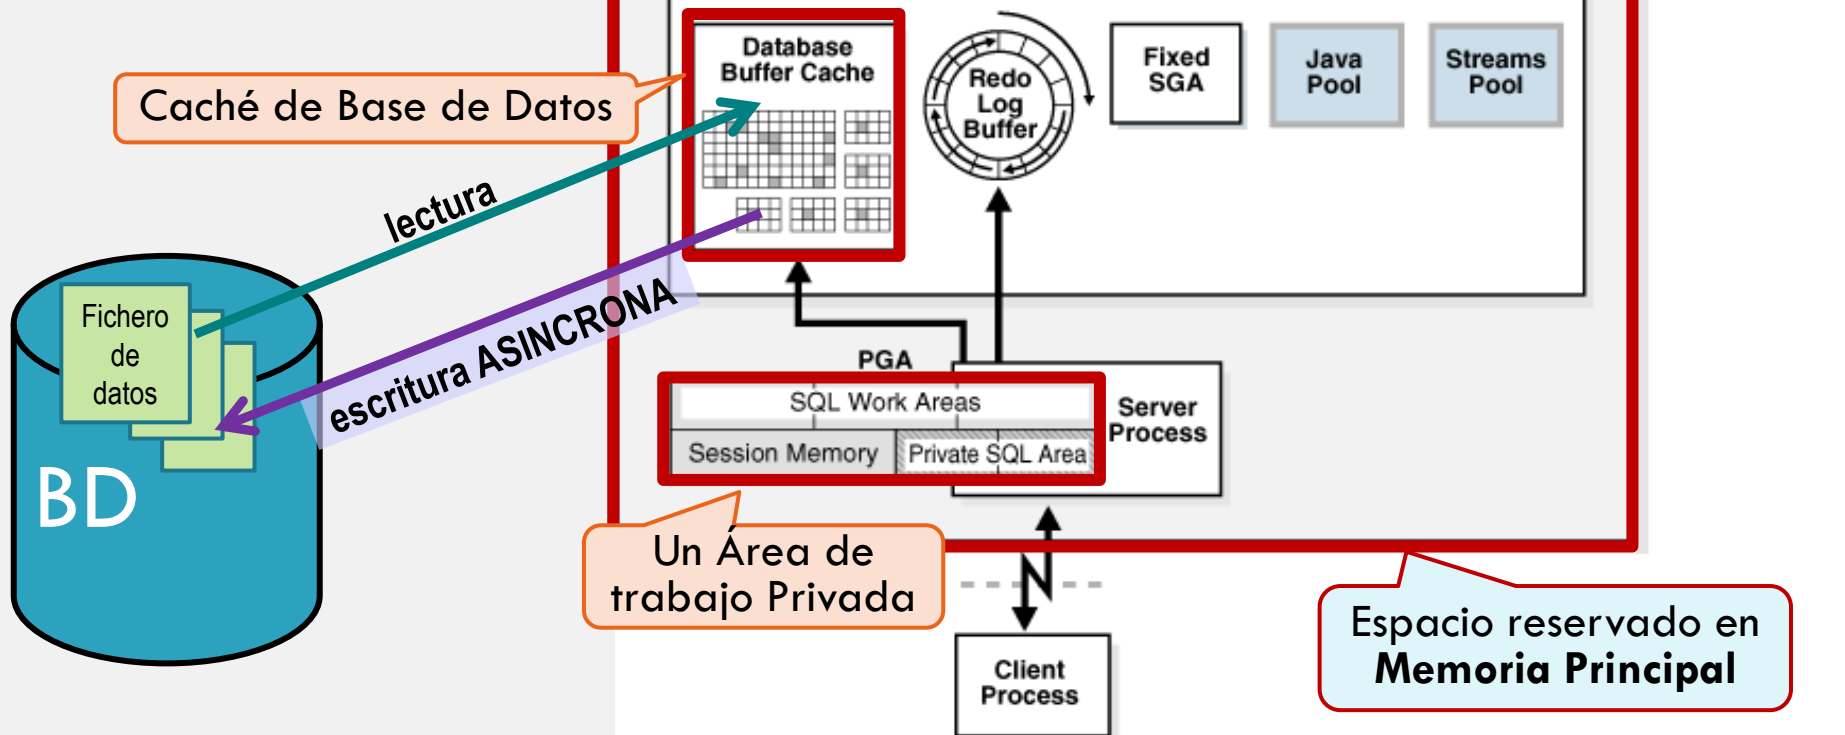 Database
Buffer Cache
Redo
Log
Buffer
Fixed
SGA
Java
Pool
Streams
Pool
Caché de Base de Datos
lectura
escritura ASINCRONA
Fichero
de
datos
BD
PGA
SQL Work Areas
Session Memory
Private SQL Area
Server
Process
Un Área de
trabajo Privada
Espacio reservado en
Memoria Principal
Client
Process